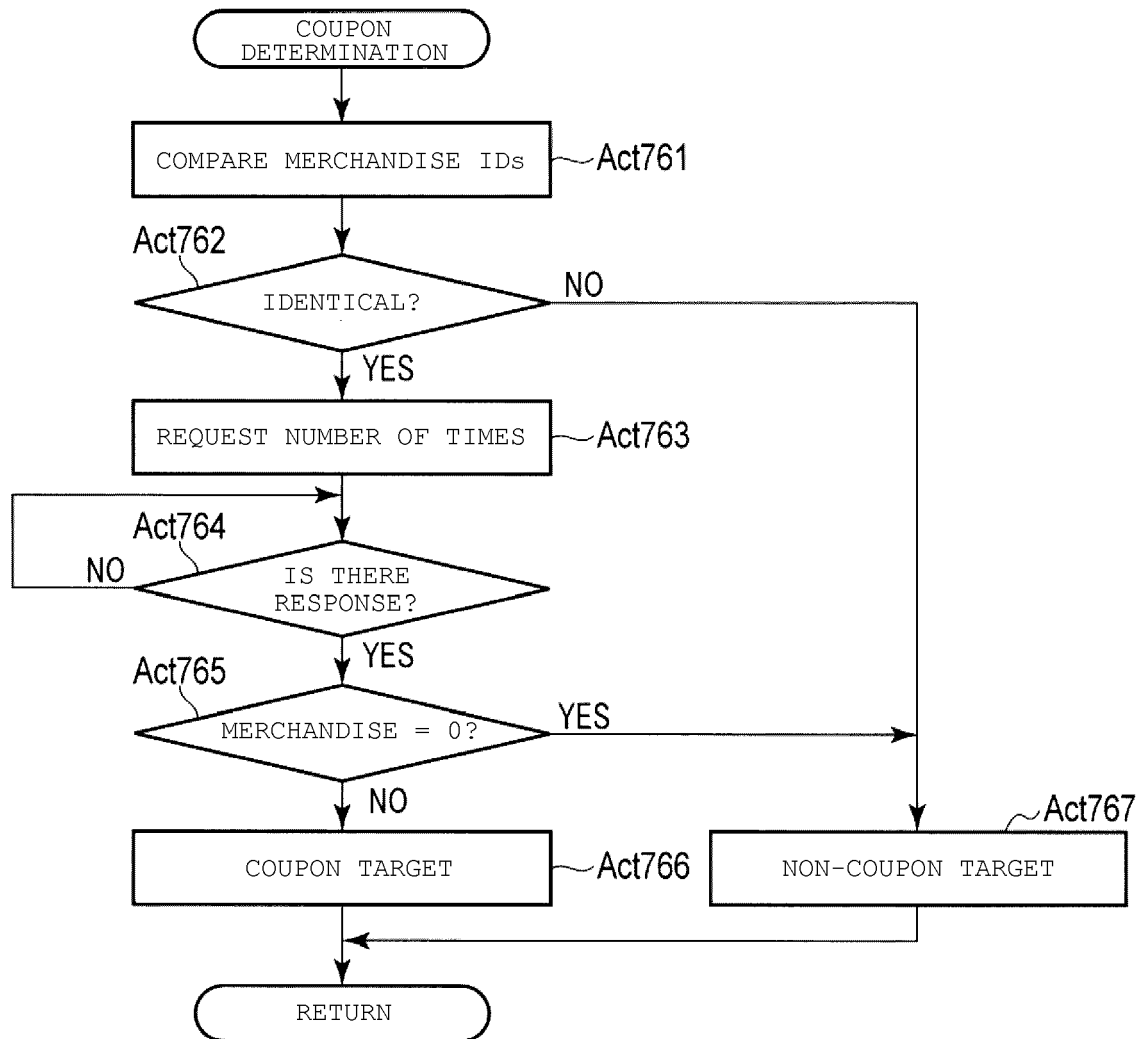 COUPON
DETERMINATION
COMPARE MERCHANDISE IDs
Act761
Act762
IDENTICAL?
NO
YES
REQUEST NUMBER OF TIMES
Act763
Act764
NO
IS THERE
RESPONSE?
YES
Act765
MERCHANDISE = 0?
YES
NO
COUPON TARGET
Act766
Act767
NON-COUPON TARGET
RETURN